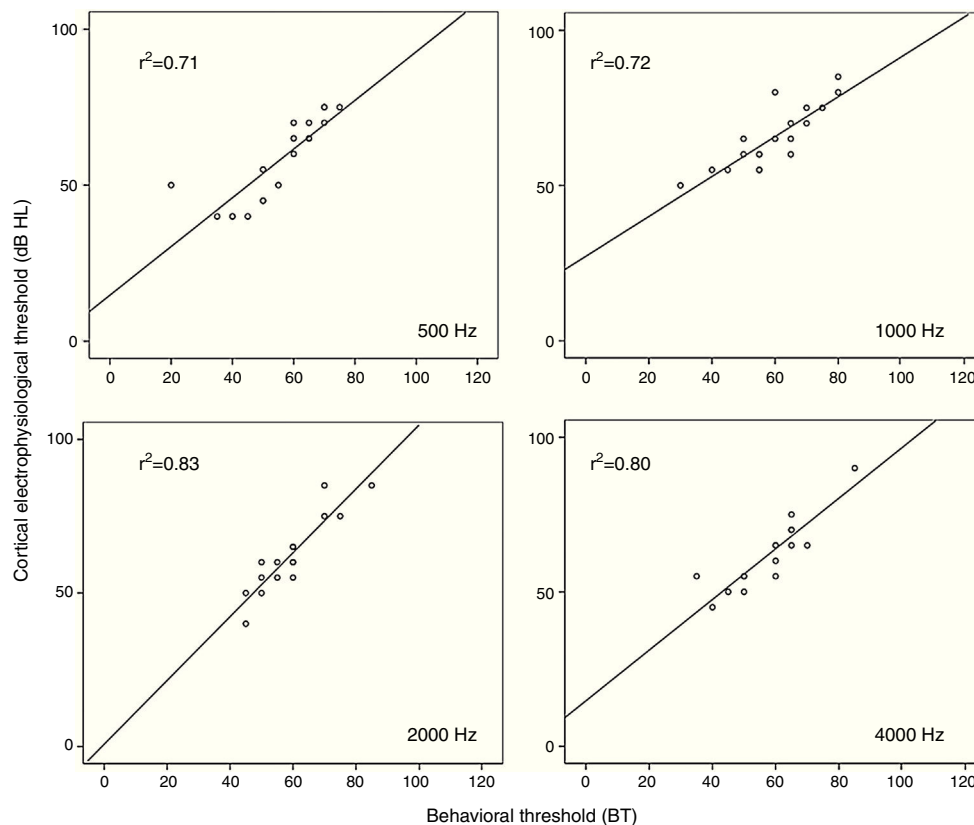 100
r²=0.71
50
0
500 Hz
0 20 40 60 80 100 120
100
r²=0.72
50
0
1000 Hz
0 20 40 60 80 100 120
Cortical electrophysiological threshold (dB HL)
100
r²=0.83
50
0
2000 Hz
0 20 40 60 80 100 120
100
r²=0.80
50
0
4000 Hz
0 20 40 60 80 100 120
Behavioral threshold (BT)